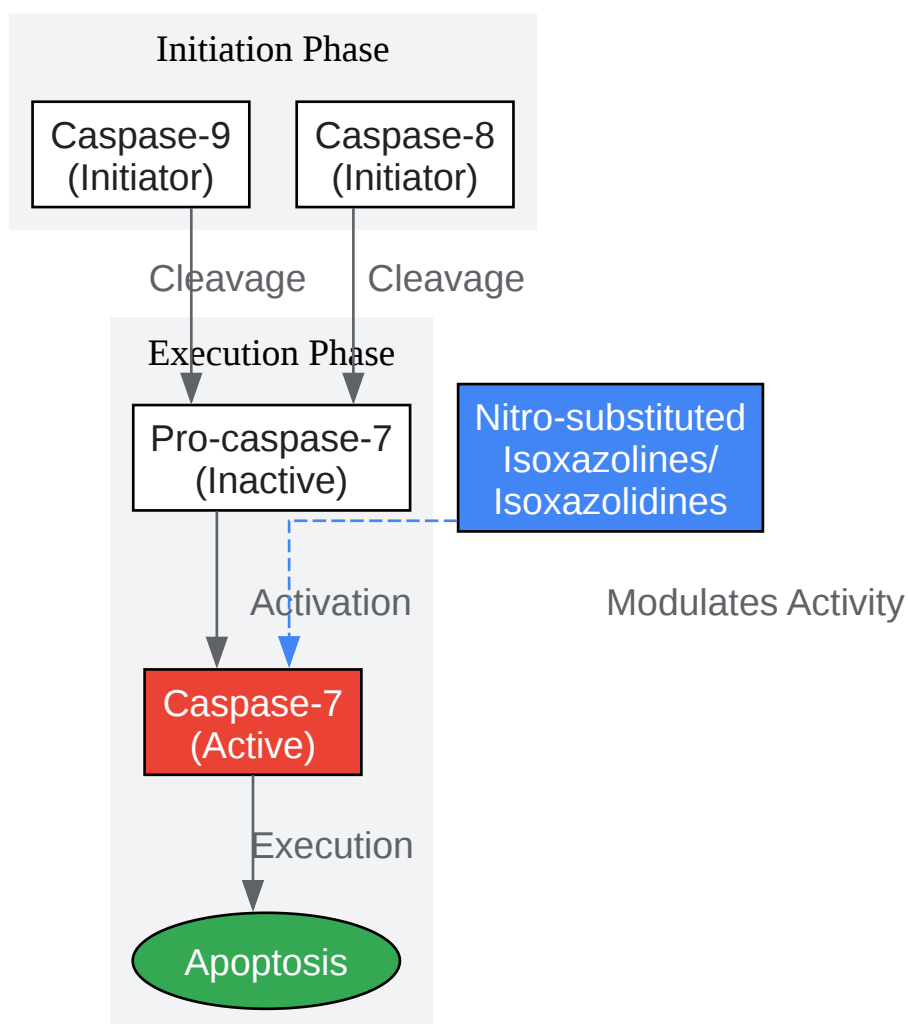 Initiation Phase
Caspase-9
(Initiator)
Caspase-8
(Initiator)
Cleavage
Cleavage
Execution Phase
Pro-caspase-7
(Inactive)
Nitro-substituted
Isoxazolines/
Isoxazolidines
Activation
Modulates Activity
Caspase-7
(Active)
Execution
Apoptosis